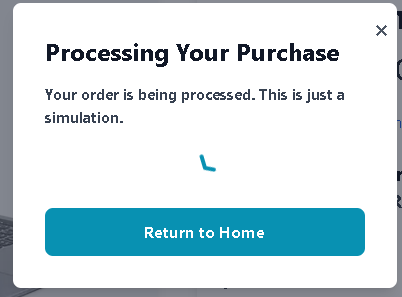 Processing Your Purchase
Your order is being processed. This is just a
simulation.
Return to Home